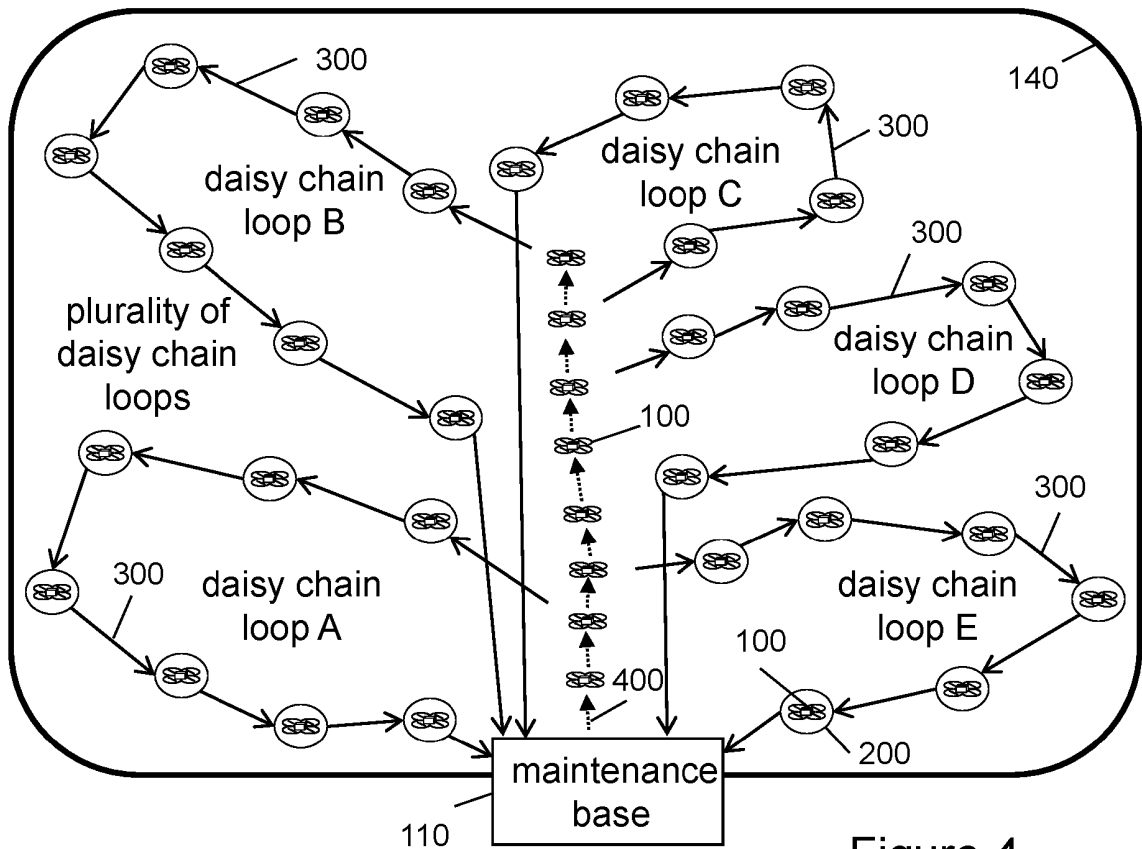 300
140
300
daisy chain
loop B
daisy chain
loop C
300
plurality of
daisy chain
loops
daisy chain
loop D
100
300
300
daisy chain
loop A
daisy chain
loop E
100
400
200
maintenance
base
110
Figure 4